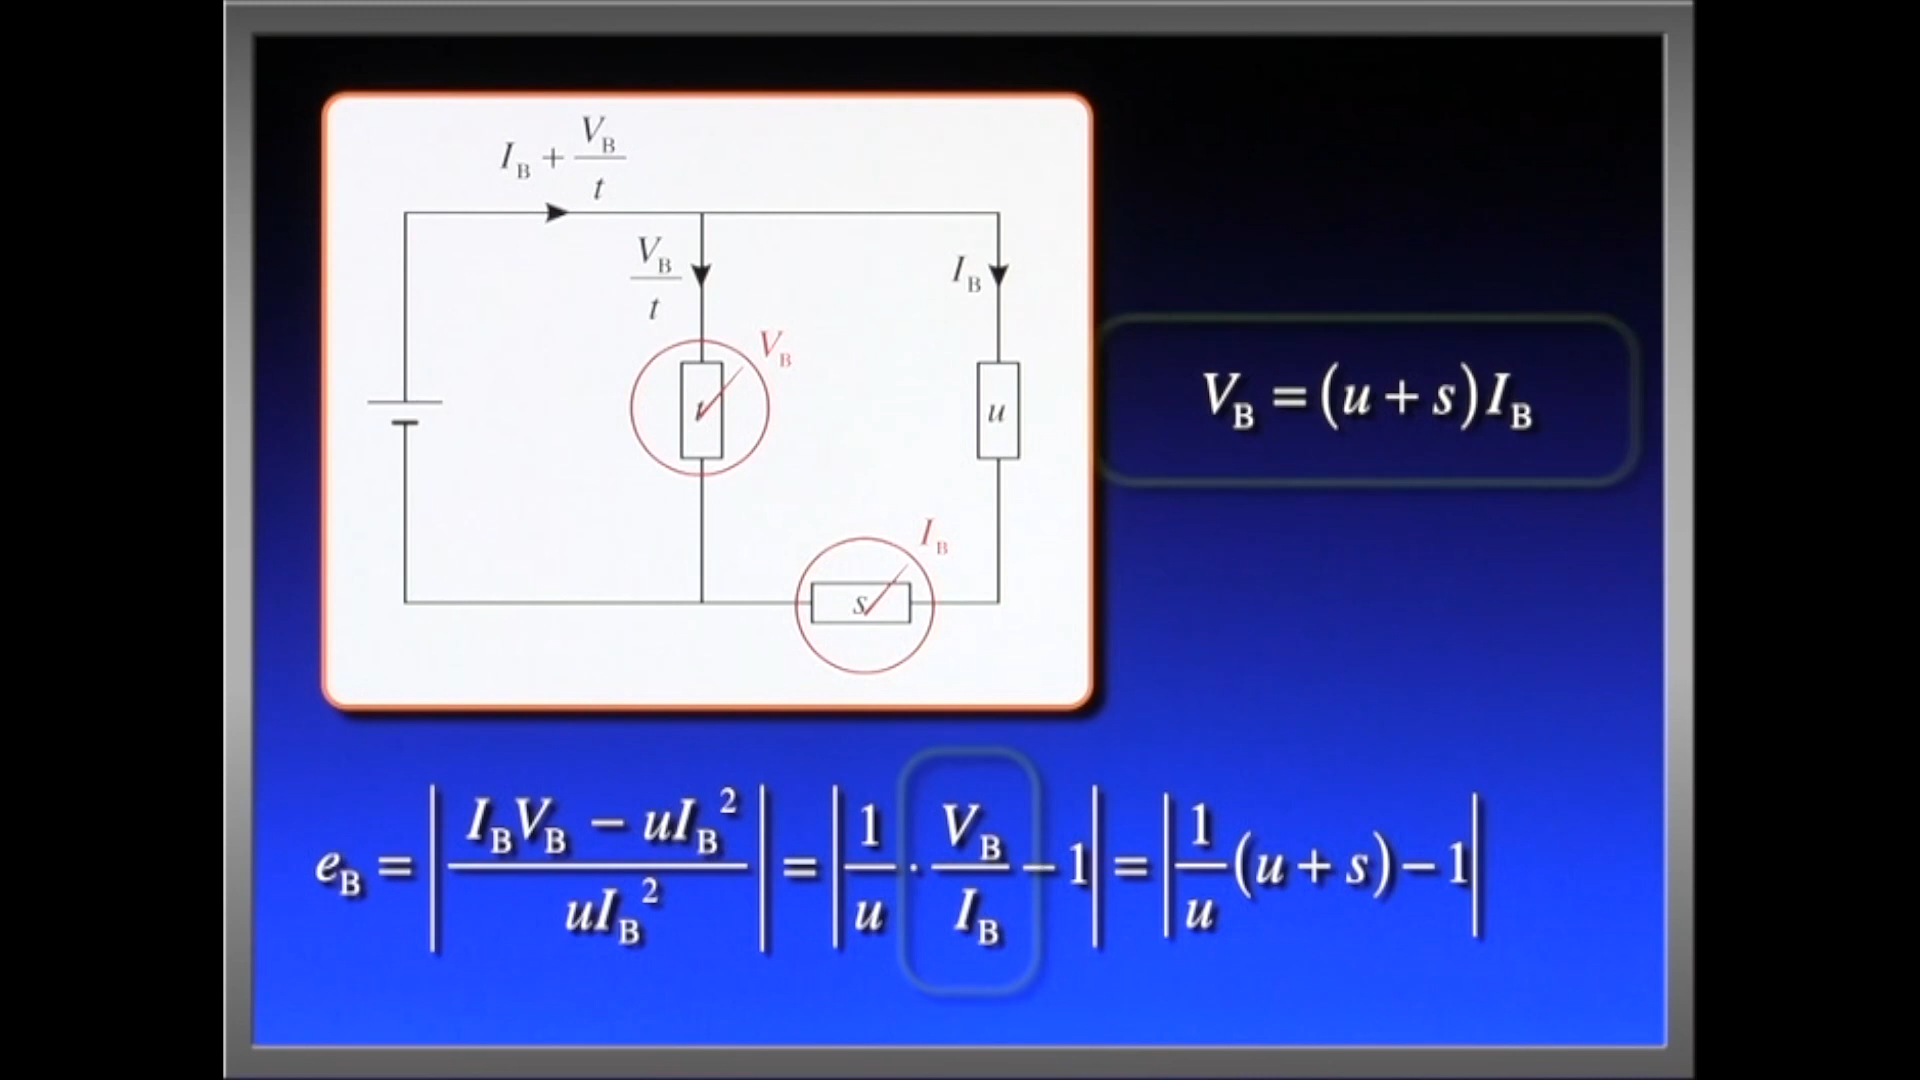 I_B + V_B/t
V_B/t
I_B
V_B
t
u
V_B = (u + s) I_B
I_B
s
e_B = | (I_B V_B − u I_B²) / (u I_B²) | = | 1/u · V_B/I_B − 1 | = | 1/u (u + s) − 1 |